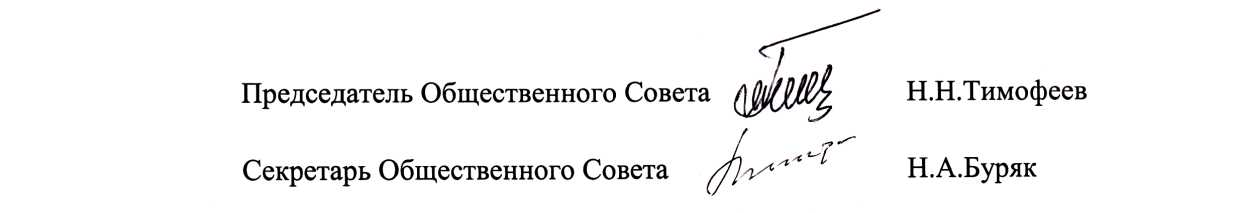 Председатель Общественного Совета Н.Н.Тимофеев
Секретарь Общественного Совета Н.А.Буряк